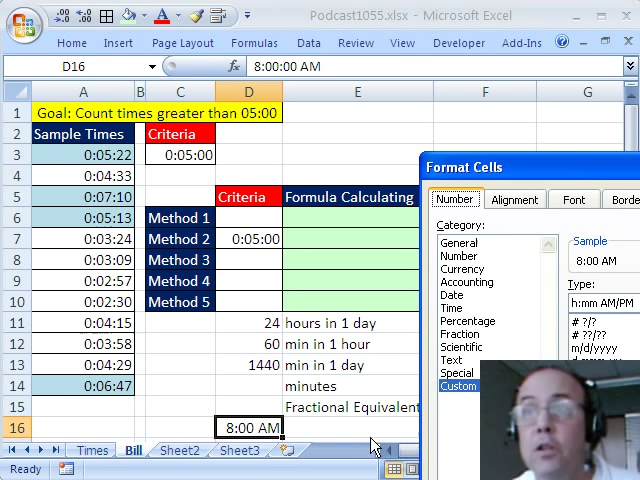 Podcast1055.xlsx - Microsoft Excel
Home Insert Page Layout Formulas Data Review View Developer Add-Ins
D16 fx 8:00:00 AM
A B C D E F G
1 Goal: Count times greater than 05:00
2 Sample Times Criteria
3 0:05:22 0:05:00
4 0:04:33
5 0:07:10 Criteria Formula Calculating
6 0:05:13 Method 1
7 0:03:24 Method 2 0:05:00
8 0:03:09 Method 3
9 0:02:57 Method 4
10 0:02:30 Method 5
11 0:04:15 24 hours in 1 day
12 0:03:58 60 min in 1 hour
13 0:04:29 1440 min in 1 day
14 0:06:47 minutes
15 Fractional Equivalent
16 8:00 AM
Format Cells
Number Alignment Font Borde
Category:
General
Number
Currency
Accounting
Date
Time
Percentage
Fraction
Scientific
Text
Special
Custom
Sample
8:00 AM
Type:
h:mm AM/PM
# ?/?
# ??/??
m/d/yyyy
Times Bill Sheet2 Sheet3
Ready